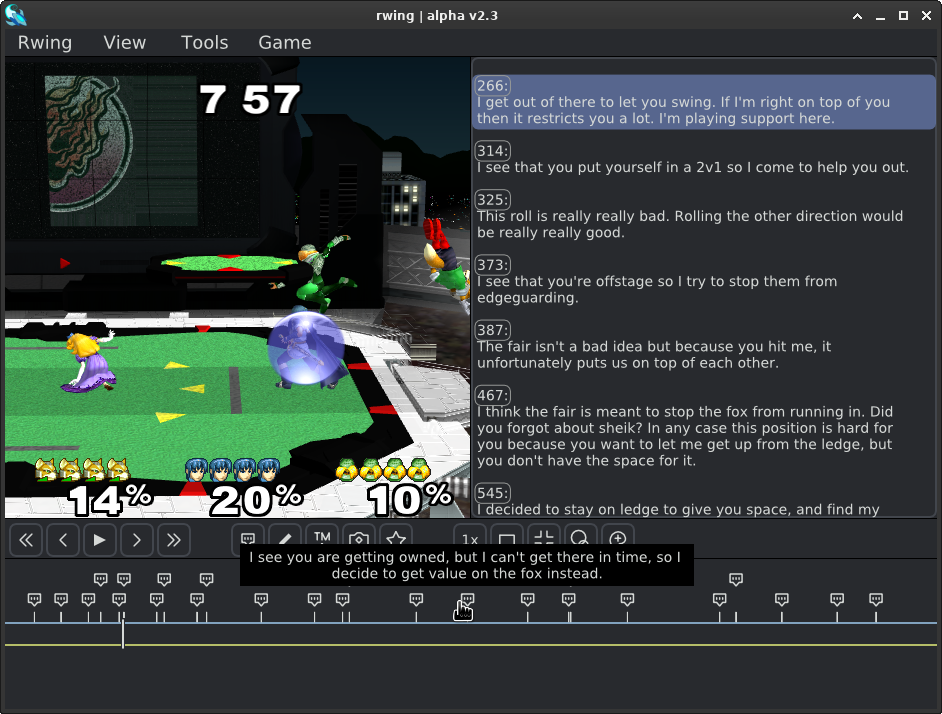 rwing | alpha v2.3
Rwing View Tools Game
7 57
14% 20% 10%
266:
I get out of there to let you swing. If I'm right on top of you
then it restricts you a lot. I'm playing support here.
314:
I see that you put yourself in a 2v1 so I come to help you out.
325:
This roll is really really bad. Rolling the other direction would
be really really good.
373:
I see that you're offstage so I try to stop them from
edgeguarding.
387:
The fair isn't a bad idea but because you hit me, it
unfortunately puts us on top of each other.
467:
I think the fair is meant to stop the fox from running in. Did
you forgot about sheik? In any case this position is hard for
you because you want to let me get up from the ledge, but
you don't have the space for it.
545:
I decided to stay on ledge to give you space, and find my
TM 1x
I see you are getting owned, but I can't get there in time, so I
decide to get value on the fox instead.